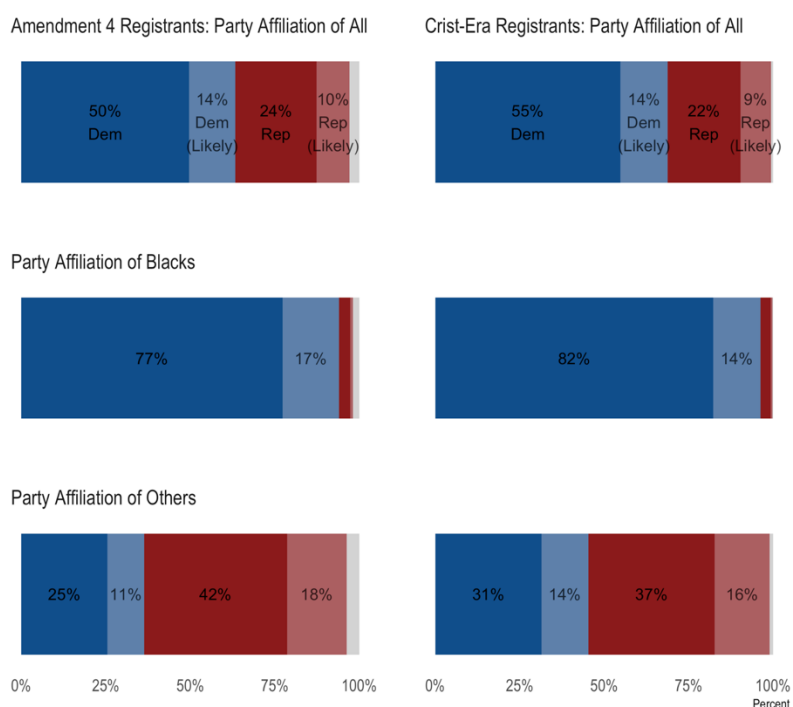 Amendment 4 Registrants: Party Affiliation of All
50%
Dem
14%
Dem
(Likely)
24%
Rep
10%
Rep
(Likely)
Crist-Era Registrants: Party Affiliation of All
55%
Dem
14%
Dem
(Likely)
22%
Rep
9%
Rep
(Likely)
Party Affiliation of Blacks
77%
17%
82%
14%
Party Affiliation of Others
25%
11%
42%
18%
31%
14%
37%
16%
0%
25%
50%
75%
100%
0%
25%
50%
75%
100%
Percent